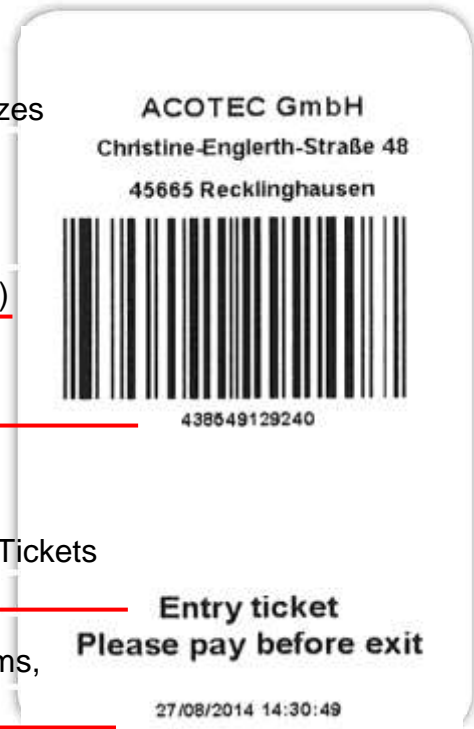 zes
ACOTEC GmbH
Christine-Englerth-Straße 48
45665 Recklinghausen
)
438649129240
Tickets
Entry ticket
Please pay before exit
ms,
27/08/2014 14:30:49